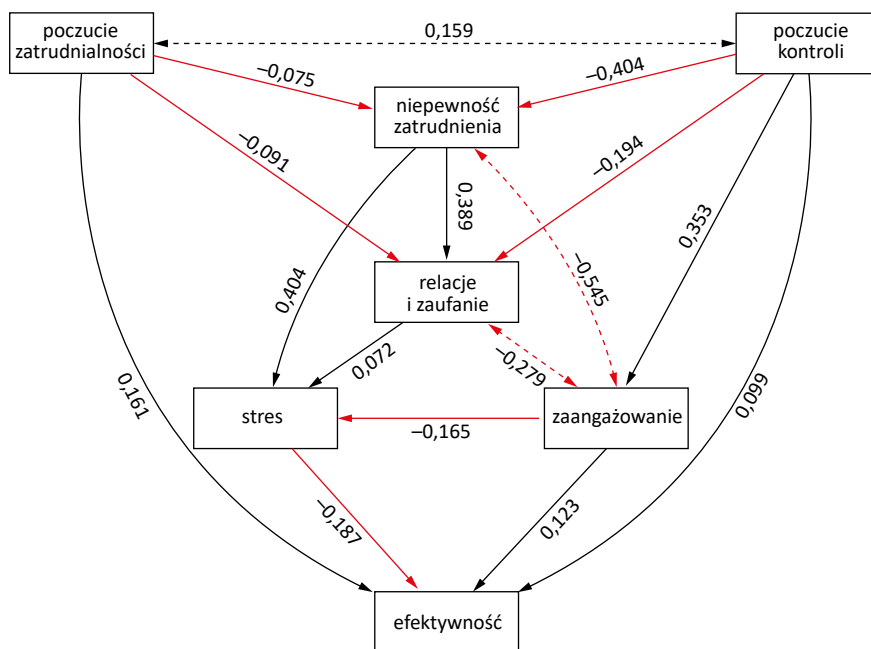 poczucie
zatrudnialności
0,159
poczucie
kontroli
–0,075
–0,404
niepewność
zatrudnienia
–0,091
–0,194
0,389
0,353
0,404
–0,545
relacje
i zaufanie
0,072
–0,279
0,161
0,099
stres
–0,165
zaangażowanie
–0,187
0,123
efektywność